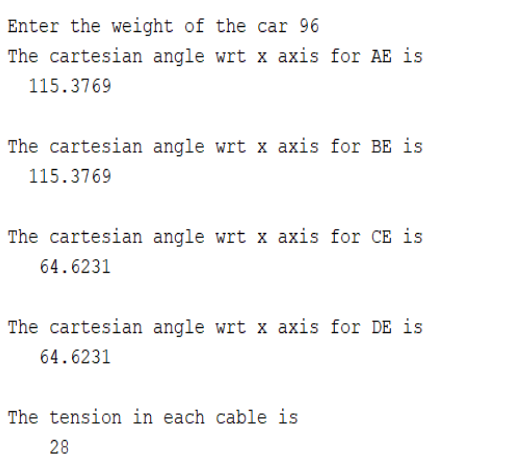 Enter the weight of the car 96
The cartesian angle wrt x axis for AE is
115.3769
The cartesian angle wrt x axis for BE is
115.3769
The cartesian angle wrt x axis for CE is
64.6231
The cartesian angle wrt x axis for DE is
64.6231
The tension in each cable is
28